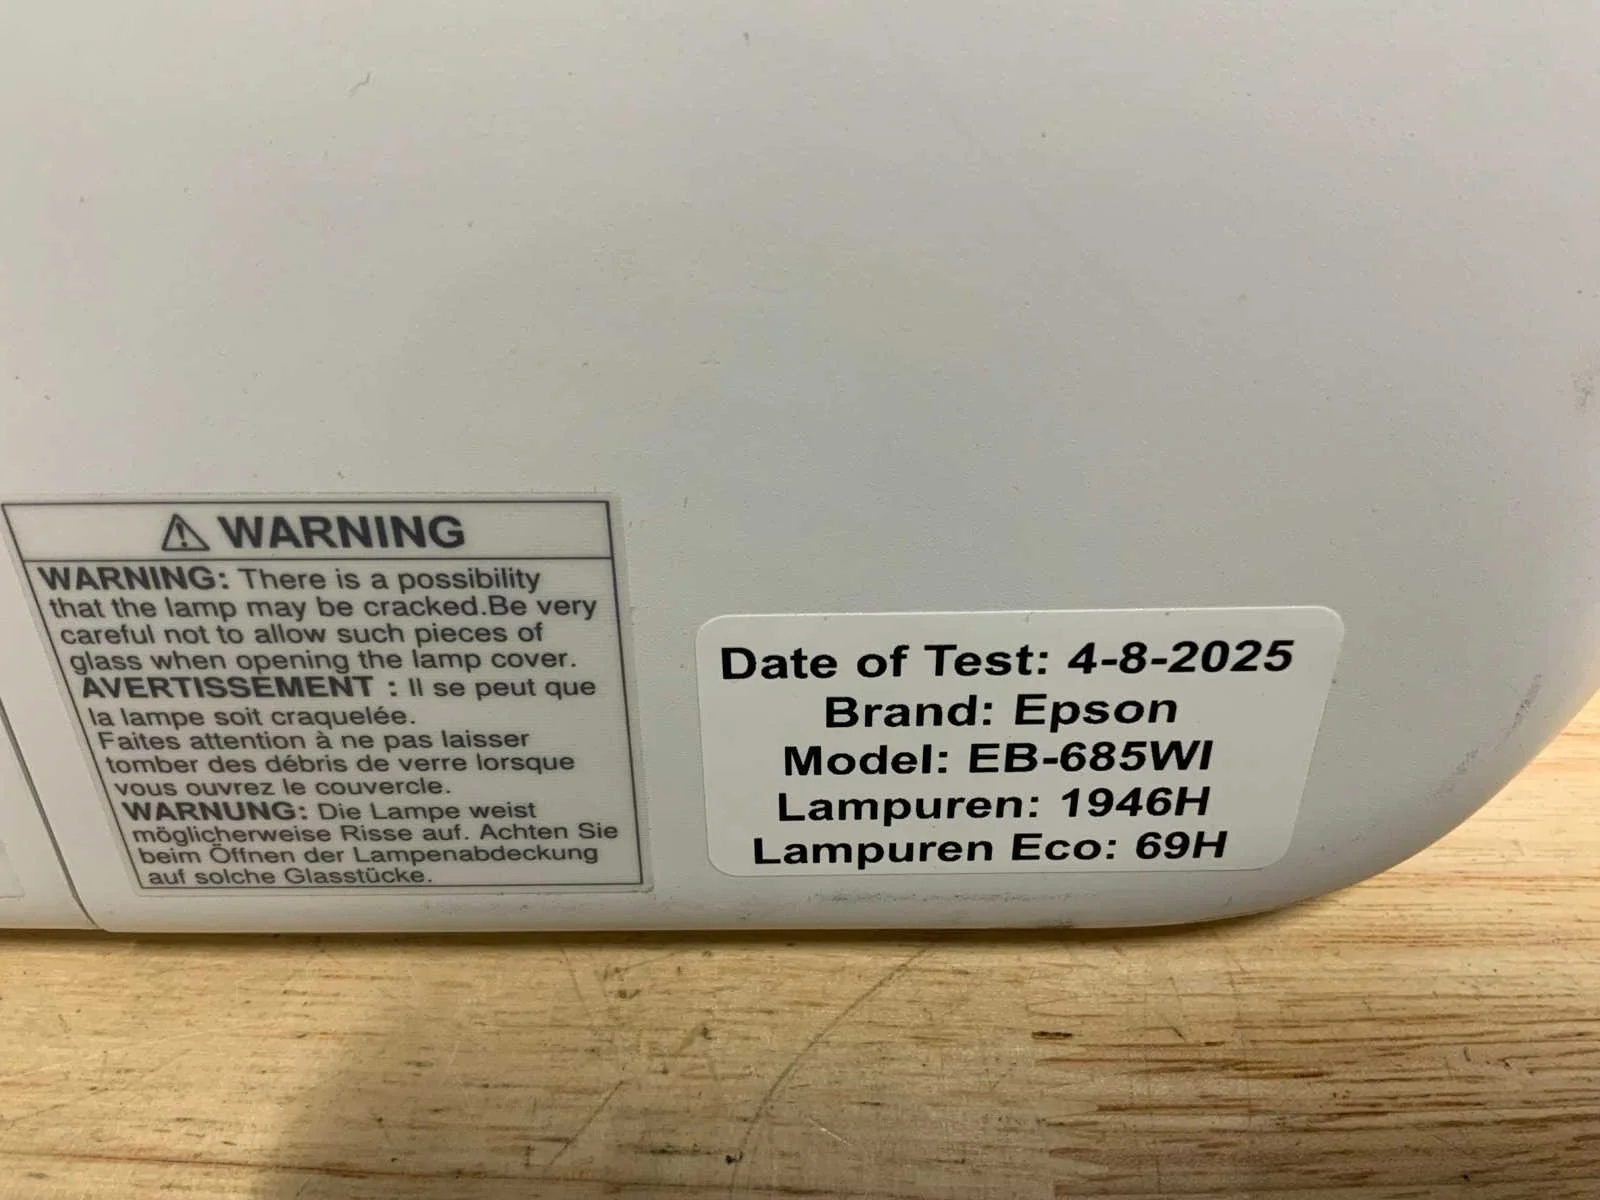 ⚠ WARNING
WARNING: There is a possibility
that the lamp may be cracked.Be very
careful not to allow such pieces of
glass when opening the lamp cover.
AVERTISSEMENT : Il se peut que
la lampe soit craquelée.
Faites attention à ne pas laisser
tomber des débris de verre lorsque
vous ouvrez le couvercle.
WARNUNG: Die Lampe weist
möglicherweise Risse auf. Achten Sie
beim Öffnen der Lampenabdeckung
auf solche Glasstücke.
Date of Test: 4-8-2025
Brand: Epson
Model: EB-685WI
Lampuren: 1946H
Lampuren Eco: 69H